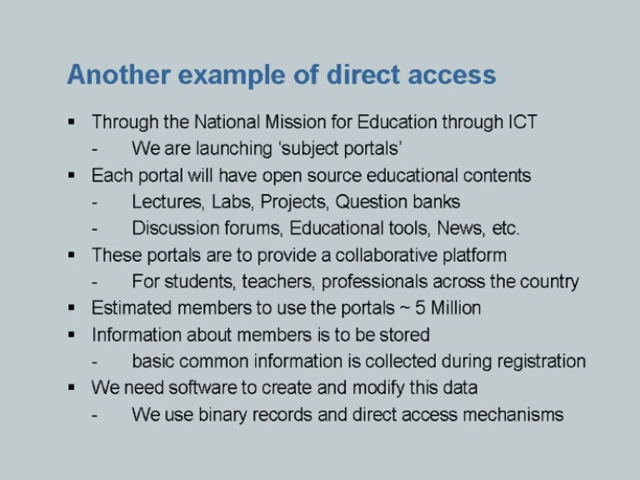 Another example of direct access
▪ Through the National Mission for Education through ICT
- We are launching ‘subject portals’
▪ Each portal will have open source educational contents
- Lectures, Labs, Projects, Question banks
- Discussion forums, Educational tools, News, etc.
▪ These portals are to provide a collaborative platform
- For students, teachers, professionals across the country
▪ Estimated members to use the portals ~ 5 Million
▪ Information about members is to be stored
- basic common information is collected during registration
▪ We need software to create and modify this data
- We use binary records and direct access mechanisms